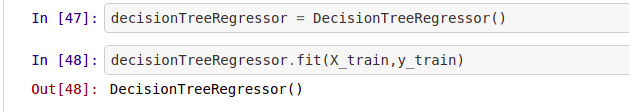 In [47]: decisionTreeRegressor = DecisionTreeRegressor()
In [48]: decisionTreeRegressor.fit(X_train,y_train)
Out[48]: DecisionTreeRegressor()